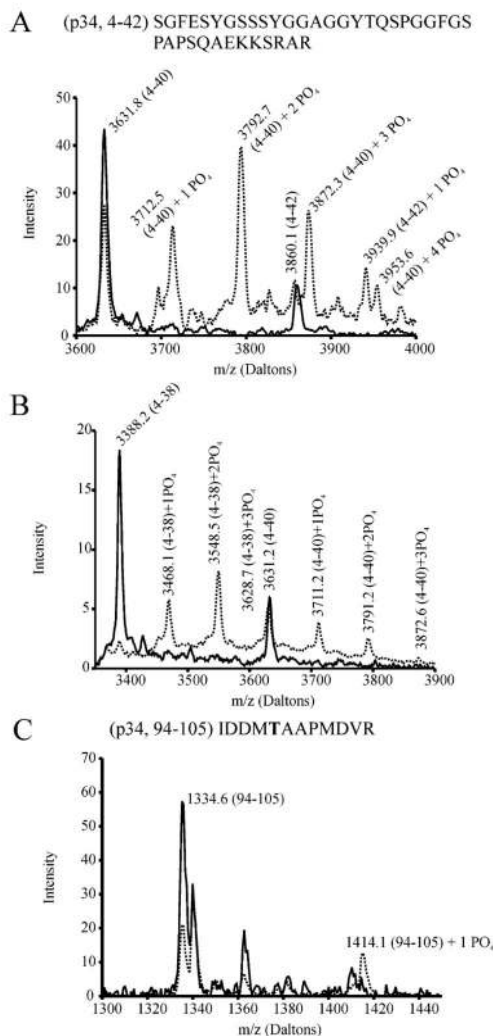 A (p34, 4-42) SGFESYGSSSYGGAGGYTQSPGGFGS
PAPSQAEKKSRAR
50
40
30
20
10
0
Intensity
3631.8 (4-40)
3712.5
(4-40) + 1 PO₄
3792.7
(4-40) + 2 PO₄
3860.1 (4-42)
3872.3 (4-40) + 3 PO₄
3939.9 (4-42) + 1 PO₄
3953.6
(4-40) + 4 PO₄
3600 3700 3800 3900 4000
m/z (Daltons)
B
20
15
10
5
0
Intensity
3388.2 (4-38)
3468.1 (4-38)+1PO₄
3548.5 (4-38)+2PO₄
3628.7 (4-38)+3PO₄
3631.2 (4-40)
3711.2 (4-40)+1PO₄
3791.2 (4-40)+2PO₄
3872.6 (4-40)+3PO₄
3400 3500 3600 3700 3800 3900
m/z (Daltons)
C (p34, 94-105) IDDMTAAPMDVR
70
60
50
40
30
20
10
0
Intensity
1334.6 (94-105)
1414.1 (94-105) + 1 PO₄
1300 1320 1340 1360 1380 1400 1420 1440
m/z (Daltons)